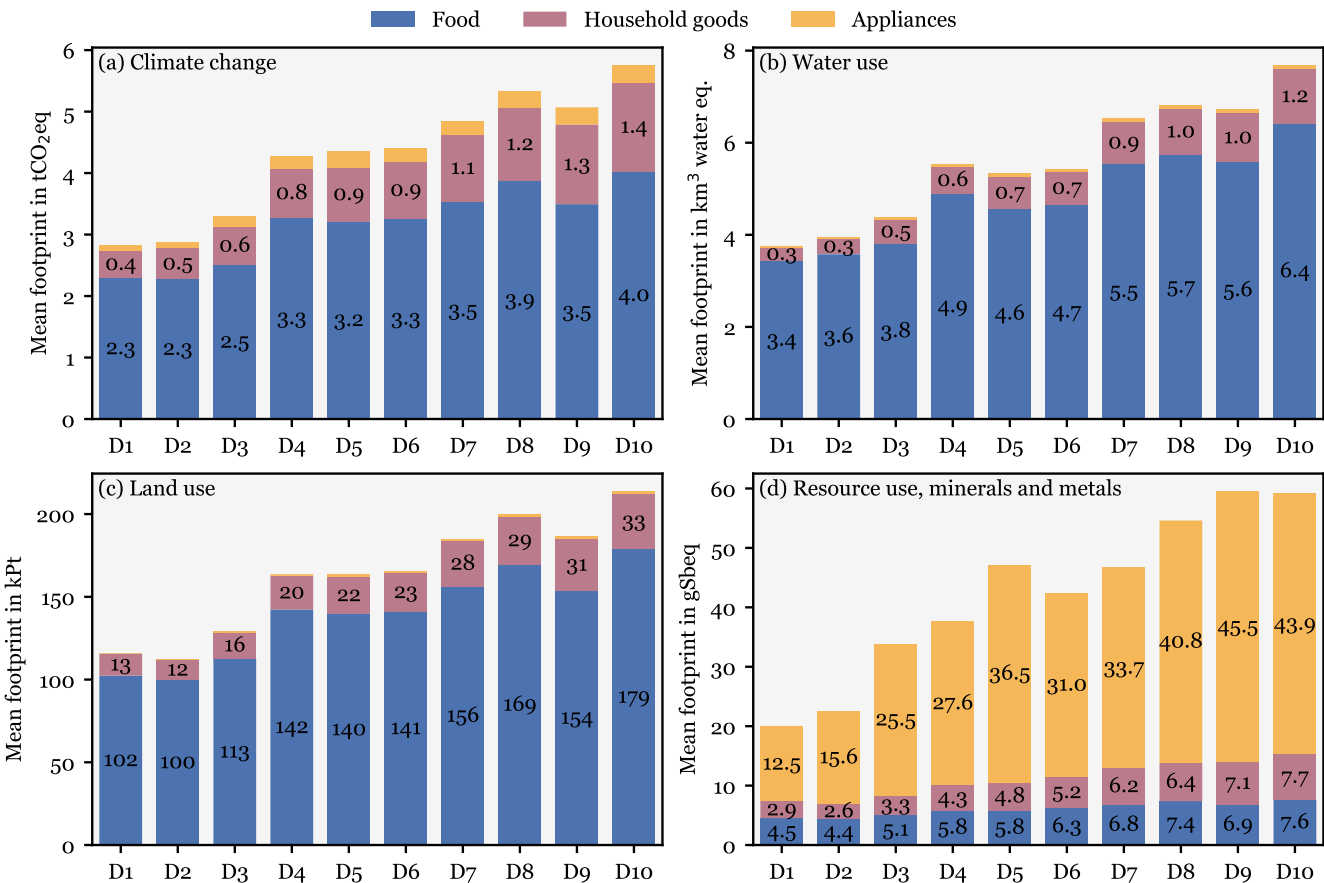 Food Household goods Appliances
(a) Climate change
Mean footprint in tCO₂eq
6
5
4
3
2
1
0
0.4 0.5 0.6 0.8 0.9 0.9 1.1 1.2 1.3 1.4
2.3 2.3 2.5 3.3 3.2 3.3 3.5 3.9 3.5 4.0
D1 D2 D3 D4 D5 D6 D7 D8 D9 D10
(b) Water use
Mean footprint in km³ water eq.
8
6
4
2
0
0.3 0.3 0.5 0.6 0.7 0.7 0.9 1.0 1.0 1.2
3.4 3.6 3.8 4.9 4.6 4.7 5.5 5.7 5.6 6.4
D1 D2 D3 D4 D5 D6 D7 D8 D9 D10
(c) Land use
Mean footprint in kPt
200
150
100
50
0
13 12 16 20 22 23 28 29 31 33
102 100 113 142 140 141 156 169 154 179
D1 D2 D3 D4 D5 D6 D7 D8 D9 D10
(d) Resource use, minerals and metals
Mean footprint in gSbeq
60
50
40
30
20
10
0
12.5 15.6 25.5 27.6 36.5 31.0 33.7 40.8 45.5 43.9
2.9 2.6 3.3 4.3 4.8 5.2 6.2 6.4 7.1 7.7
4.5 4.4 5.1 5.8 5.8 6.3 6.8 7.4 6.9 7.6
D1 D2 D3 D4 D5 D6 D7 D8 D9 D10